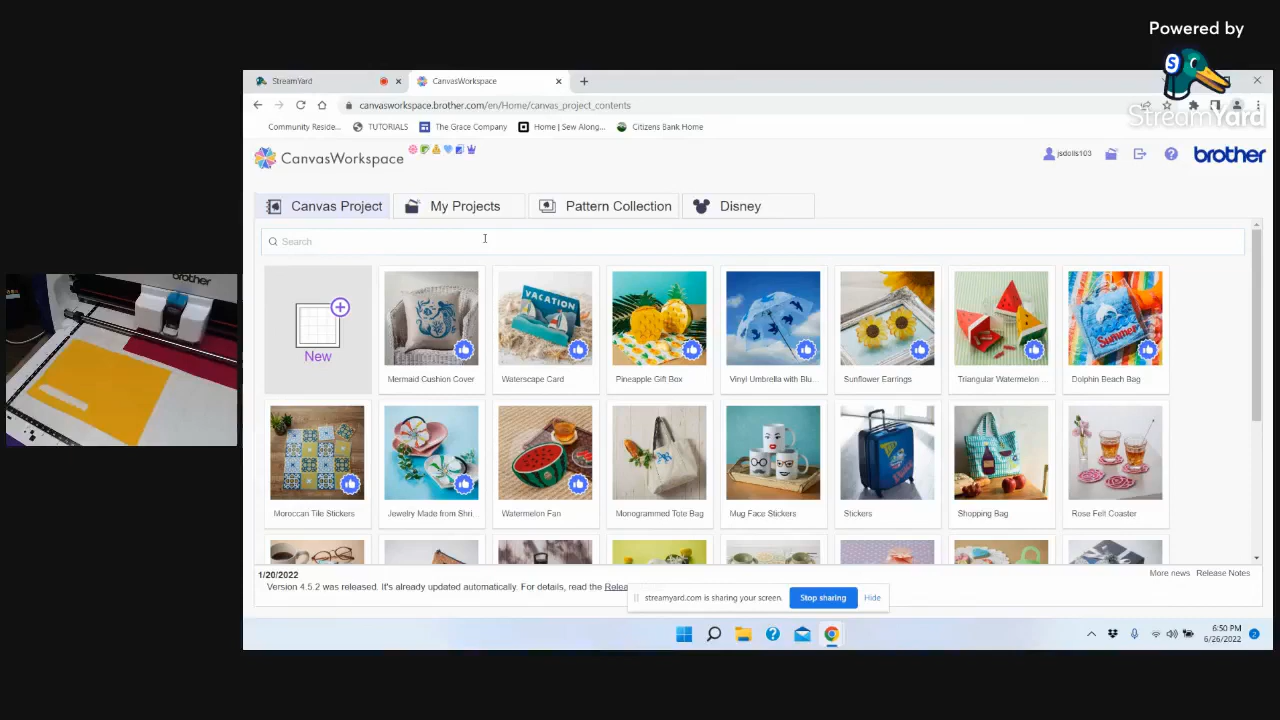 Powered by
StreamYard
StreamYard
CanvasWorkspace
canvasworkspace.brother.com/en/Home/canvas_project_contents
Community Reside...
TUTORIALS
The Grace Company
Home | Sew Along...
Citizens Bank Home
CanvasWorkspace
jsdolls103
brother
Canvas Project
My Projects
Pattern Collection
Disney
Search
New
Mermaid Cushion Cover
VACATION
Waterscape Card
Pineapple Gift Box
Vinyl Umbrella with Blu...
Sunflower Earrings
Triangular Watermelon ...
Summer
Dolphin Beach Bag
Moroccan Tile Stickers
Jewelry Made from Shri...
Watermelon Fan
Monogrammed Tote Bag
Mug Face Stickers
Stickers
Shopping Bag
Rose Felt Coaster
1/20/2022
Version 4.5.2 was released. It's already updated automatically. For details, read the Relea
More news
Release Notes
streamyard.com is sharing your screen.
Stop sharing
Hide
6:50 PM
6/26/2022
2
brother